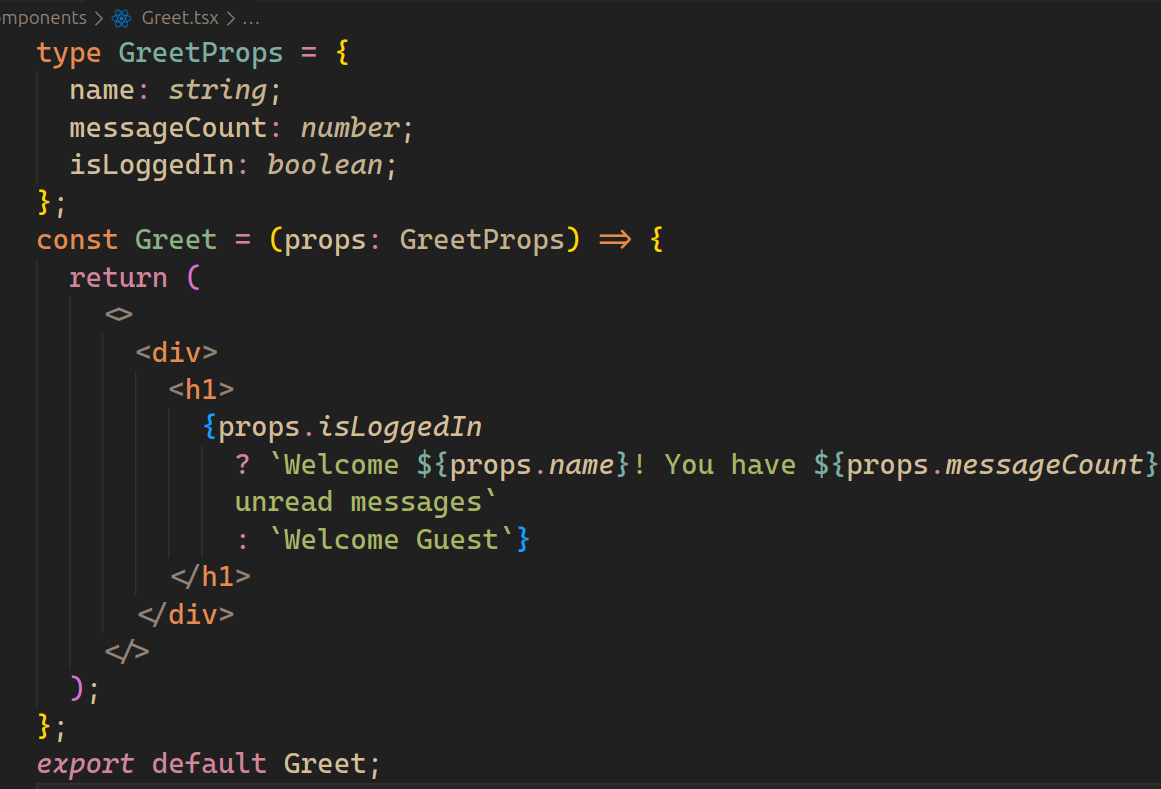 mponents > Greet.tsx > ...
type GreetProps = {
  name: string;
  messageCount: number;
  isLoggedIn: boolean;
};
const Greet = (props: GreetProps) => {
  return (
    <>
      <div>
        <h1>
          {props.isLoggedIn
            ? `Welcome ${props.name}! You have ${props.messageCount}
            unread messages`
            : `Welcome Guest`}
        </h1>
      </div>
    </>
  );
};
export default Greet;